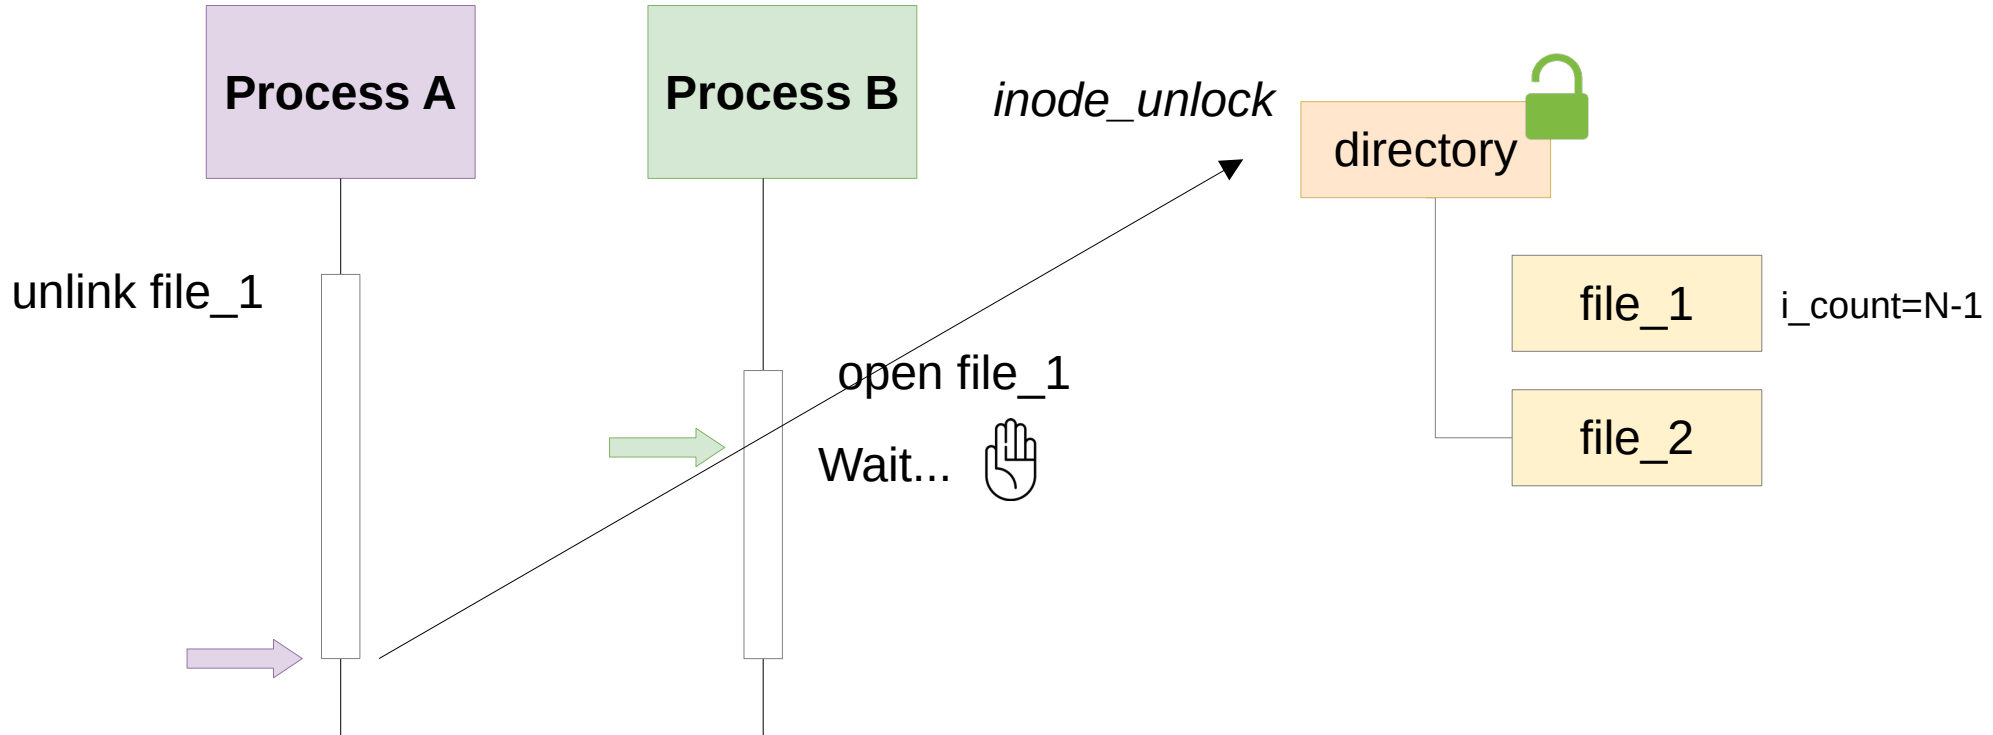 Process A
Process B
inode_unlock
directory
unlink file_1
file_1
i_count=N-1
open file_1
Wait...
file_2